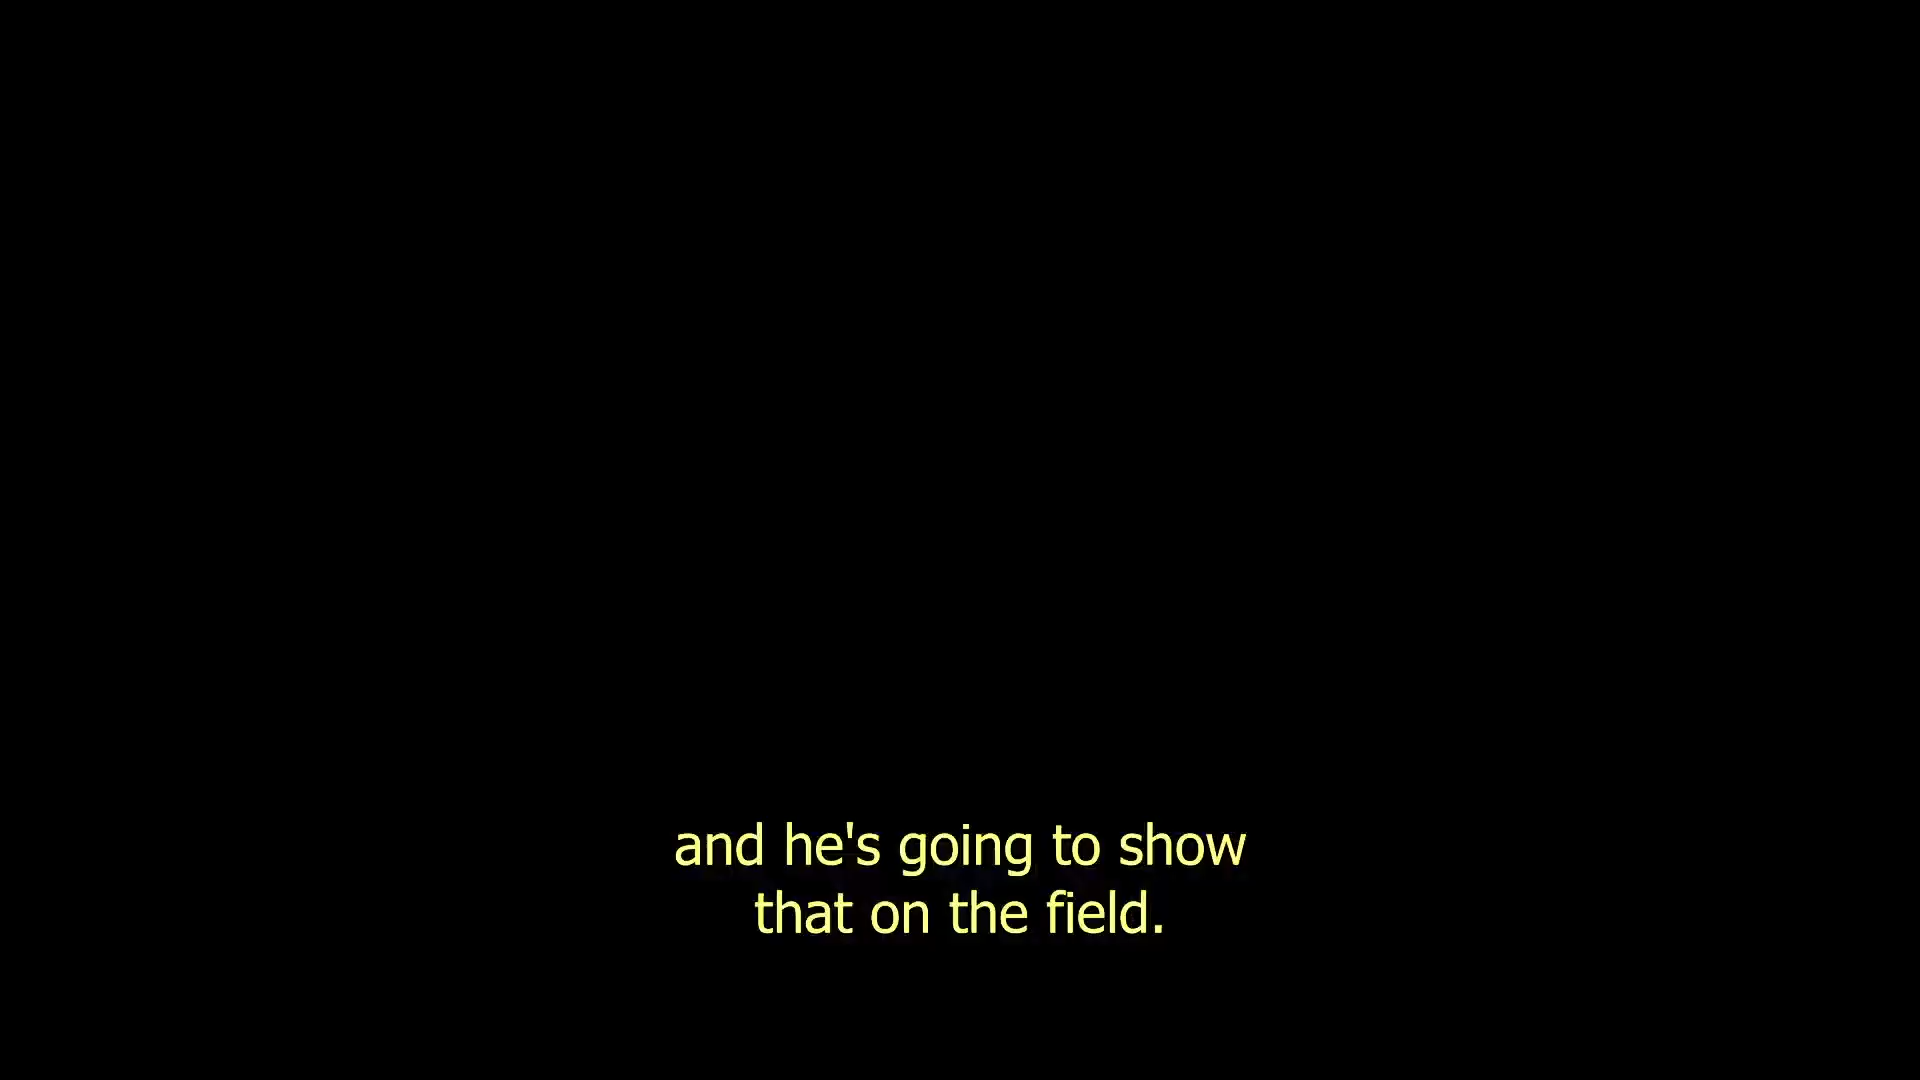 and he's going to show
that on the field.